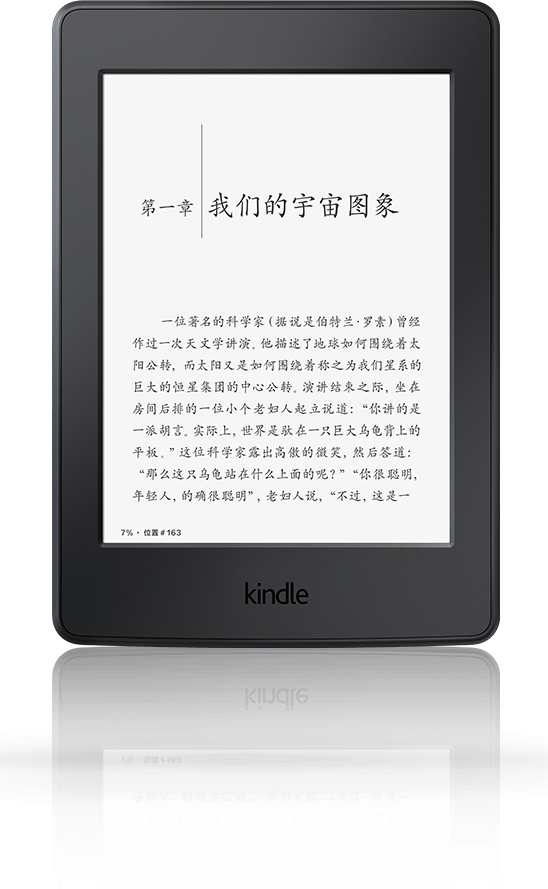 第一章 我们的宇宙图象
一位著名的科学家(据说是伯特兰·罗素)曾经
作过一次天文学讲演。他描述了地球如何围绕着太
阳公转,而太阳又是如何围绕着称之为我们星系的
巨大的恒星集团的中心公转。演讲结束之际,坐在
房间后排的一位小个老妇人起立说道:“你讲的是
一派胡言。实际上,世界是驮在一只巨大乌龟背上的
平板。”这位科学家露出高傲的微笑,然后答道:
“那么这只乌龟站在什么上面的呢?”“你很聪明,
年轻人,的确很聪明”,老妇人说,“不过,这是一
7% · 位置 #163
kindle